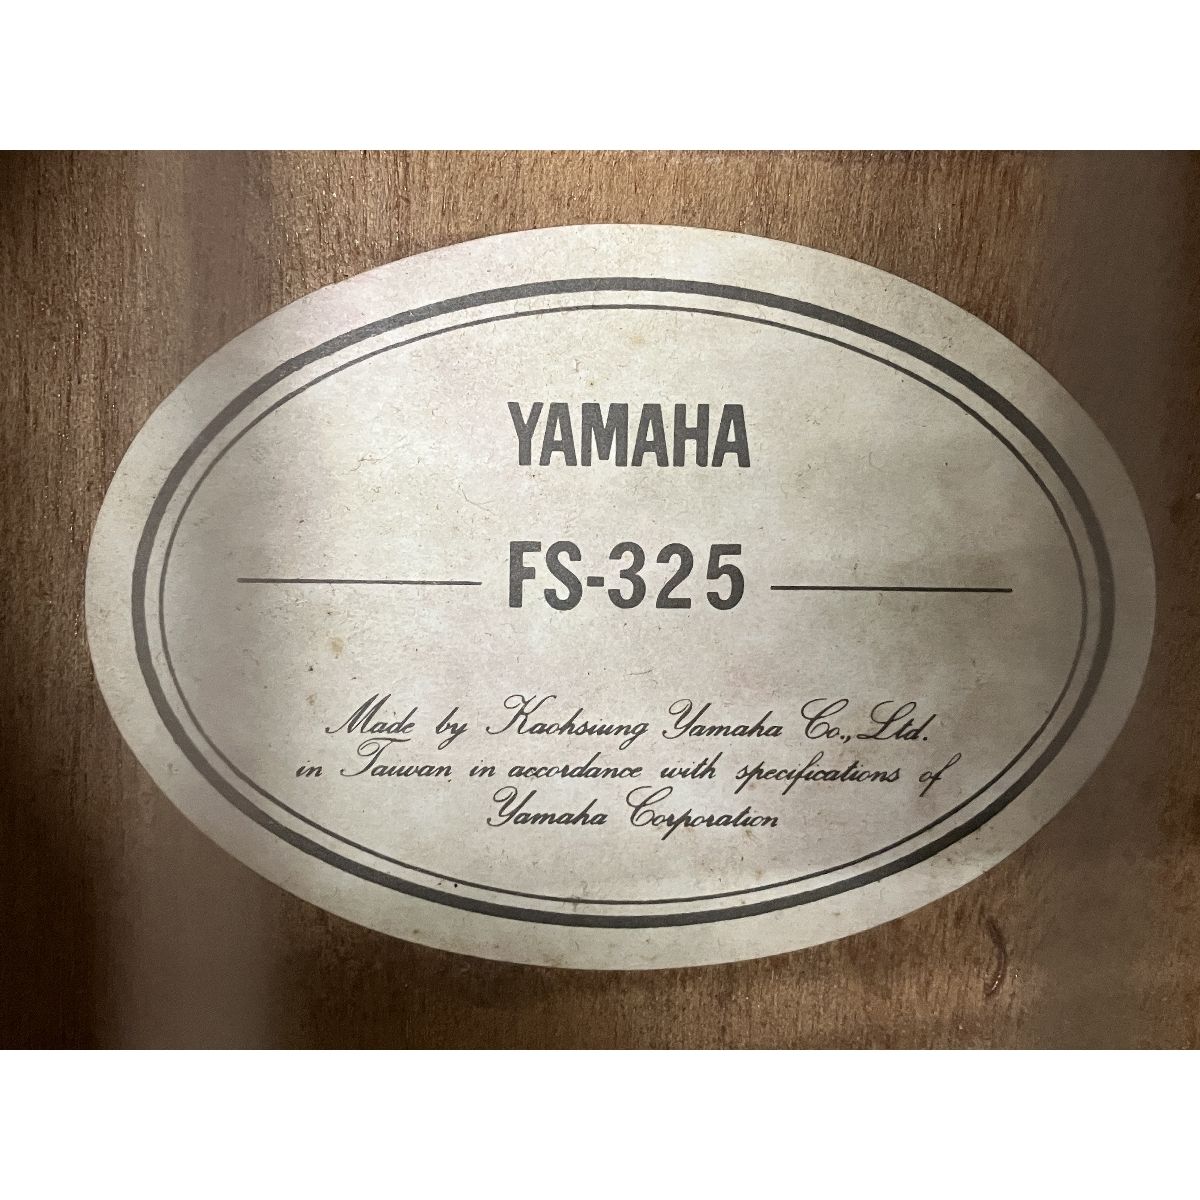 YAMAHA
FS-325
Made by Kaohsiung Yamaha Co., Ltd.
in Taiwan in accordance with specifications of
Yamaha Corporation